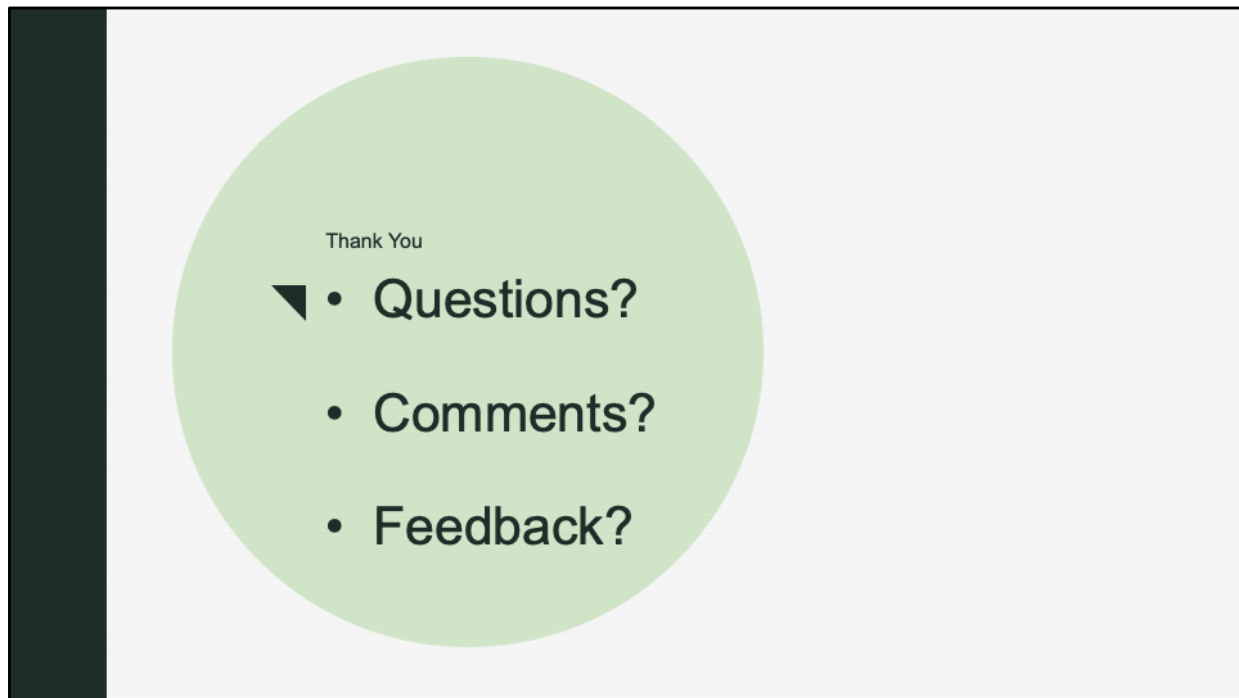 Thank You
• Questions?
• Comments?
• Feedback?